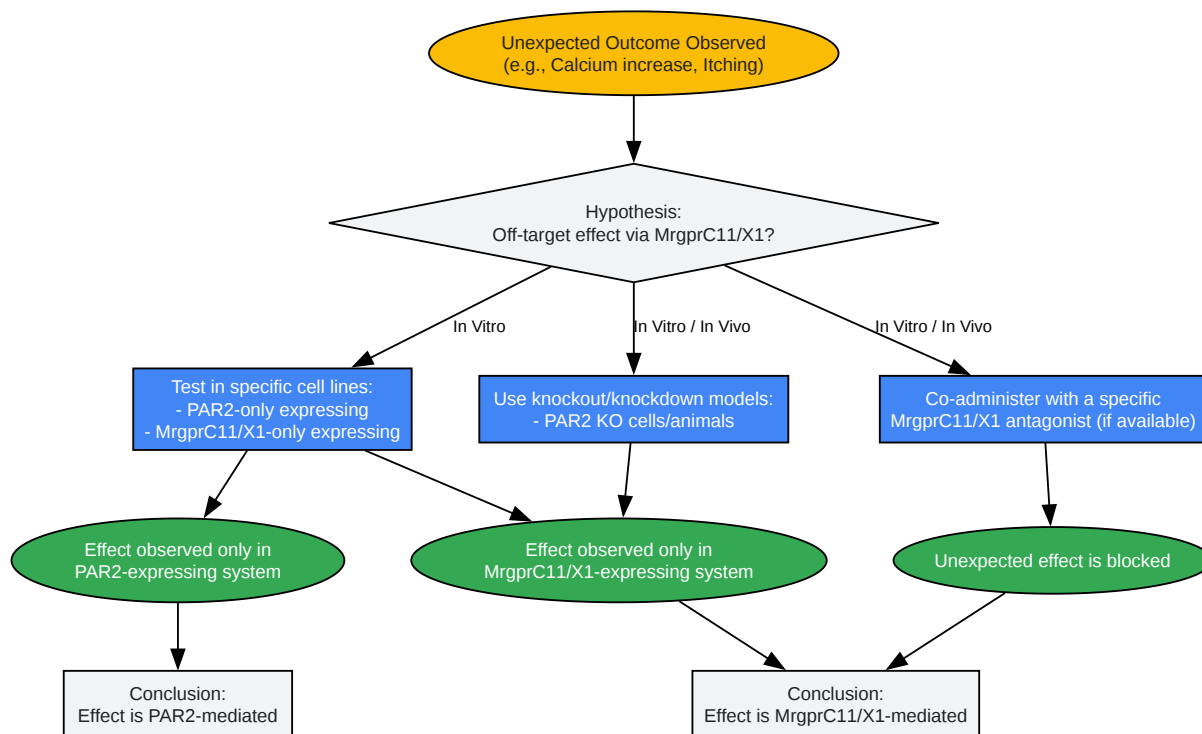 Unexpected Outcome Observed
(e.g., Calcium increase, Itching)
Hypothesis:
Off-target effect via MrgprC11/X1?
In Vitro
In Vitro / In Vivo
In Vitro / In Vivo
Test in specific cell lines:
- PAR2-only expressing
- MrgprC11/X1-only expressing
Use knockout/knockdown models:
- PAR2 KO cells/animals
Co-administer with a specific
MrgprC11/X1 antagonist (if available)
Effect observed only in
PAR2-expressing system
Effect observed only in
MrgprC11/X1-expressing system
Unexpected effect is blocked
Conclusion:
Effect is PAR2-mediated
Conclusion:
Effect is MrgprC11/X1-mediated